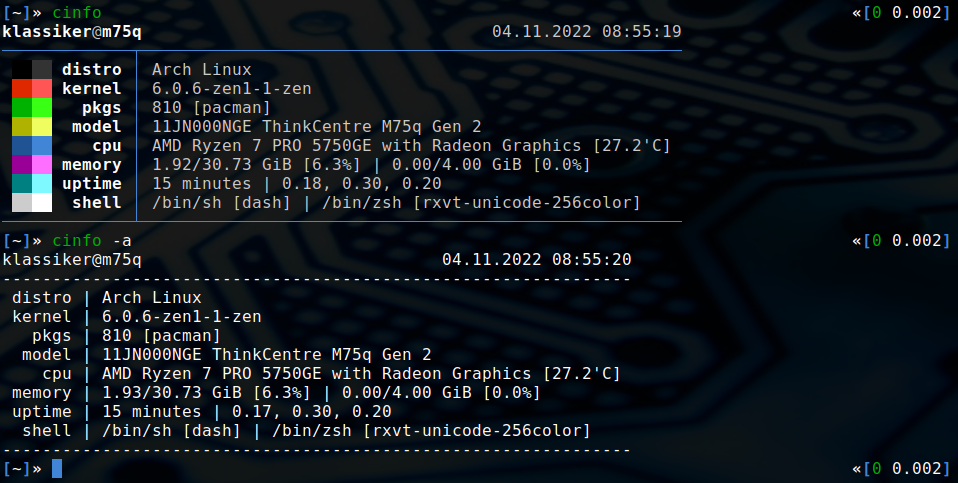 [~]» cinfo «[0 0.002]
klassiker@m75q 04.11.2022 08:55:19
distro │ Arch Linux
kernel │ 6.0.6-zen1-1-zen
pkgs │ 810 [pacman]
model │ 11JN000NGE ThinkCentre M75q Gen 2
cpu │ AMD Ryzen 7 PRO 5750GE with Radeon Graphics [27.2'C]
memory │ 1.92/30.73 GiB [6.3%] | 0.00/4.00 GiB [0.0%]
uptime │ 15 minutes | 0.18, 0.30, 0.20
shell │ /bin/sh [dash] | /bin/zsh [rxvt-unicode-256color]
[~]» cinfo -a «[0 0.002]
klassiker@m75q 04.11.2022 08:55:20
---------------------------------------------------------------
distro | Arch Linux
kernel | 6.0.6-zen1-1-zen
pkgs | 810 [pacman]
model | 11JN000NGE ThinkCentre M75q Gen 2
cpu | AMD Ryzen 7 PRO 5750GE with Radeon Graphics [27.2'C]
memory | 1.93/30.73 GiB [6.3%] | 0.00/4.00 GiB [0.0%]
uptime | 15 minutes | 0.17, 0.30, 0.20
shell | /bin/sh [dash] | /bin/zsh [rxvt-unicode-256color]
---------------------------------------------------------------
[~]» «[0 0.002]